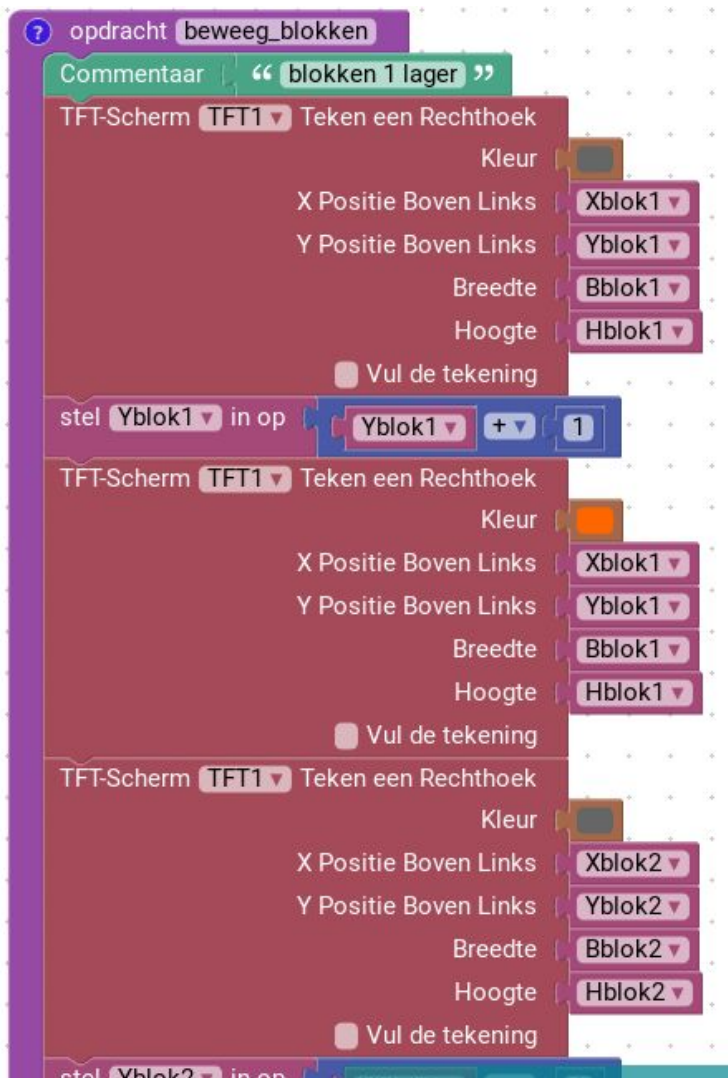 ? opdracht beweeg_blokken
Commentaar “ blokken 1 lager ”
TFT-Scherm TFT1 Teken een Rechthoek
Kleur
X Positie Boven Links Xblok1
Y Positie Boven Links Yblok1
Breedte Bblok1
Hoogte Hblok1
Vul de tekening
stel Yblok1 in op Yblok1 + 1
TFT-Scherm TFT1 Teken een Rechthoek
Kleur
X Positie Boven Links Xblok1
Y Positie Boven Links Yblok1
Breedte Bblok1
Hoogte Hblok1
Vul de tekening
TFT-Scherm TFT1 Teken een Rechthoek
Kleur
X Positie Boven Links Xblok2
Y Positie Boven Links Yblok2
Breedte Bblok2
Hoogte Hblok2
Vul de tekening
stel Yblok2 in op